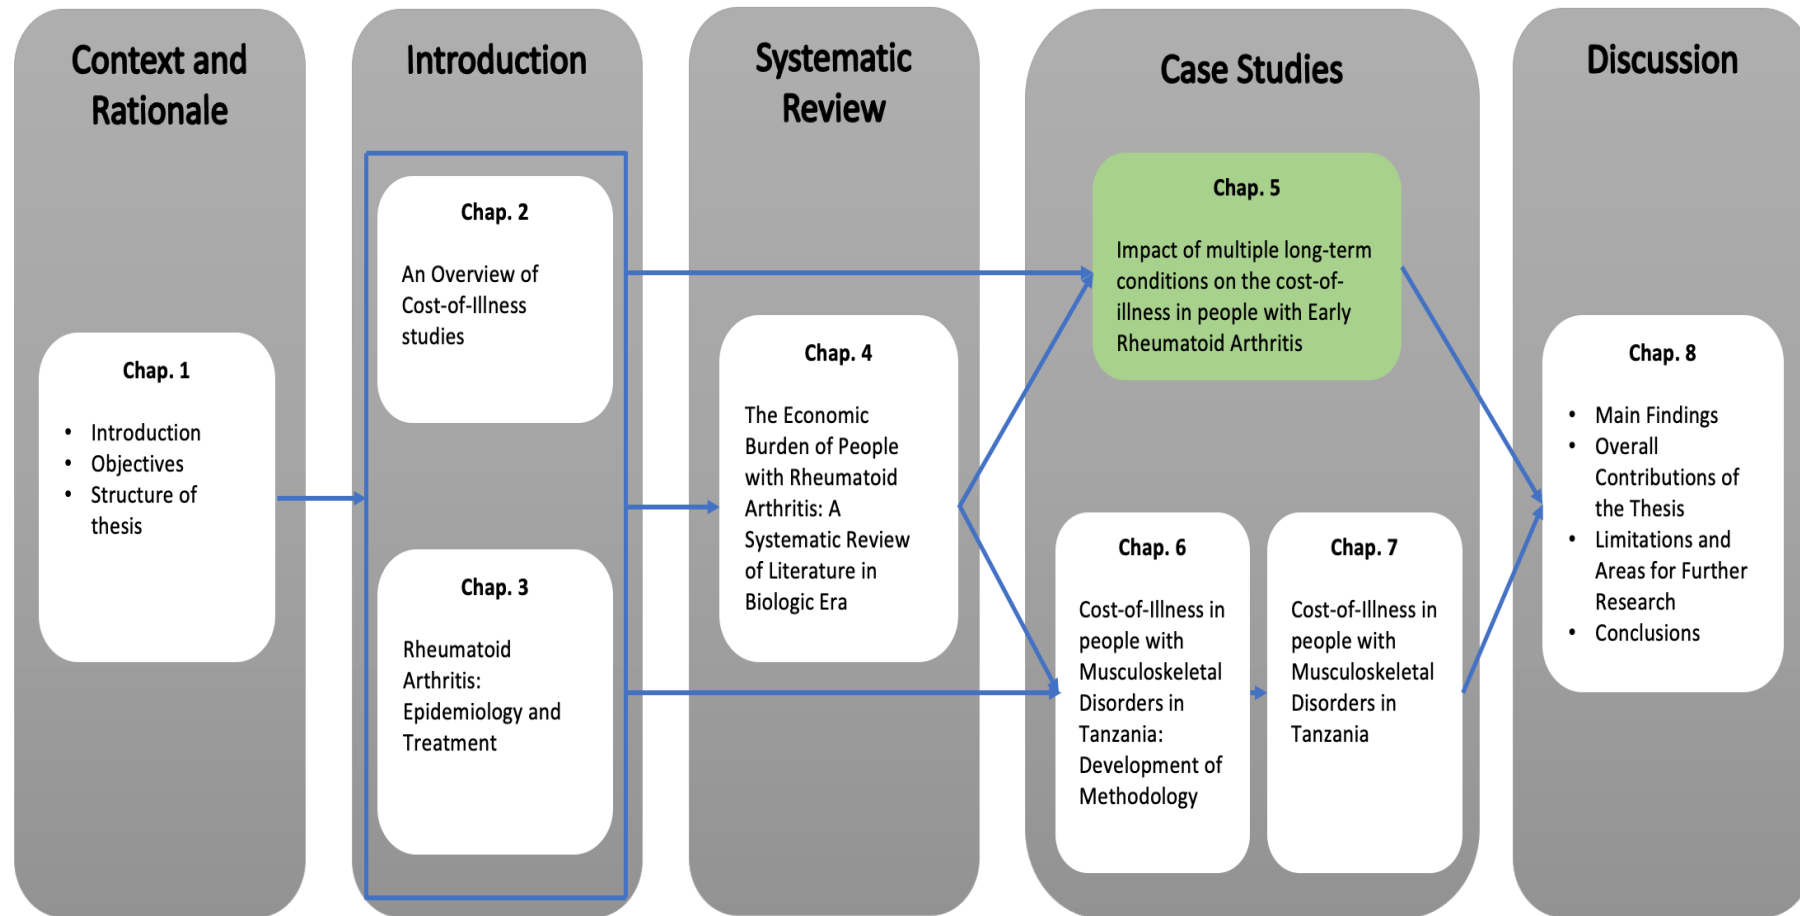 Context and
Rationale
Chap. 1
• Introduction
• Objectives
• Structure of
thesis
Introduction
Chap. 2
An Overview of
Cost-of-Illness
studies
Chap. 3
Rheumatoid
Arthritis:
Epidemiology and
Treatment
Systematic
Review
Chap. 4
The Economic
Burden of People
with Rheumatoid
Arthritis: A
Systematic Review
of Literature in
Biologic Era
Case Studies
Chap. 5
Impact of multiple long-term
conditions on the cost-of-
illness in people with Early
Rheumatoid Arthritis
Chap. 6
Cost-of-Illness in
people with
Musculoskeletal
Disorders in
Tanzania:
Development of
Methodology
Chap. 7
Cost-of-Illness in
people with
Musculoskeletal
Disorders in
Tanzania
Discussion
Chap. 8
• Main Findings
• Overall
Contributions of
the Thesis
• Limitations and
Areas for Further
Research
• Conclusions